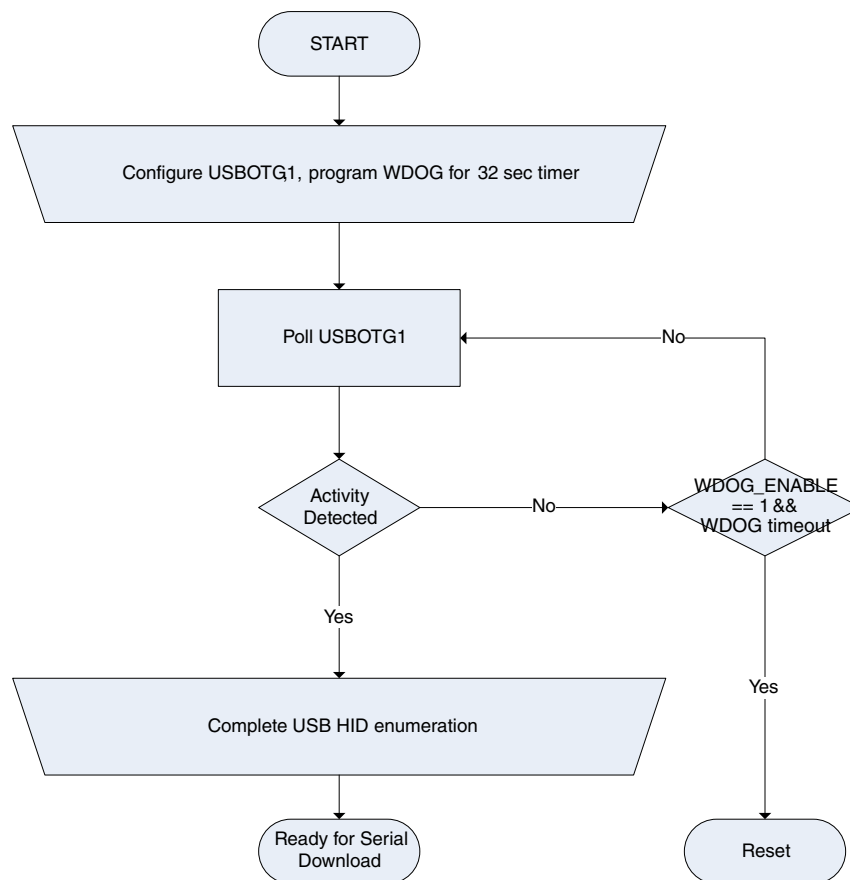 START
Configure USBOTG1, program WDOG for 32 sec timer
Poll USBOTG1
No
Activity
Detected
No
WDOG_ENABLE
== 1 &&
WDOG timeout
Yes
Yes
Complete USB HID enumeration
Ready for Serial
Download
Reset